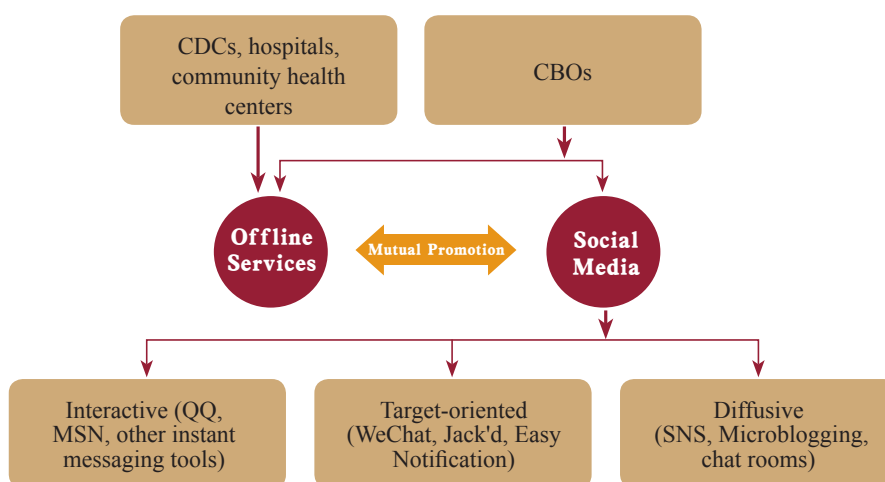 CDCs, hospitals,
community health
centers
CBOs
Offline
Services
Mutual Promotion
Social
Media
Interactive (QQ,
MSN, other instant
messaging tools)
Target-oriented
(WeChat, Jack'd, Easy
Notification)
Diffusive
(SNS, Microblogging,
chat rooms)